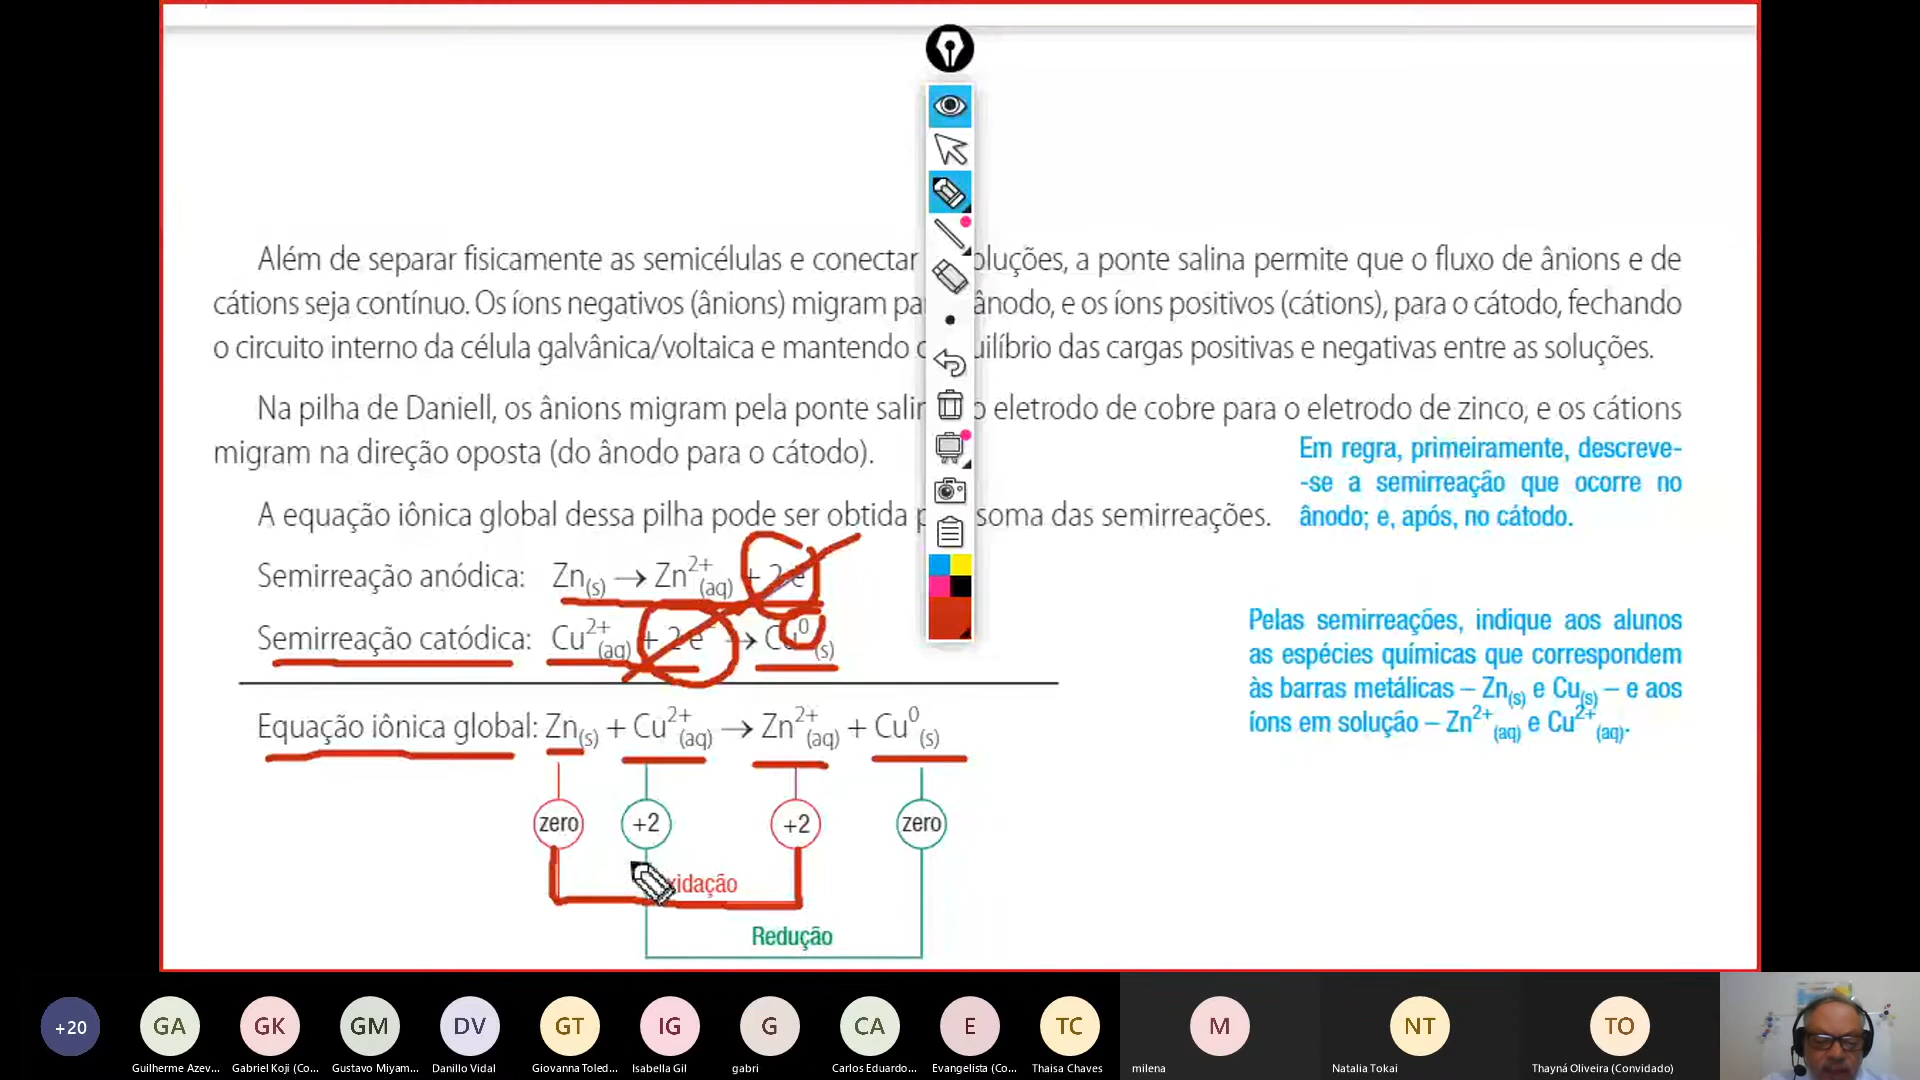 Além de separar fisicamente as semicélulas e conectar oluções, a ponte salina permite que o fluxo de ânions e de
cátions seja contínuo. Os íons negativos (ânions) migram pa ânodo, e os íons positivos (cátions), para o cátodo, fechando
o circuito interno da célula galvânica/voltaica e mantendo uilíbrio das cargas positivas e negativas entre as soluções.
Na pilha de Daniell, os ânions migram pela ponte salin o eletrodo de cobre para o eletrodo de zinco, e os cátions
migram na direção oposta (do ânodo para o cátodo).
Em regra, primeiramente, descreve-
-se a semirreação que ocorre no
ânodo; e, após, no cátodo.
A equação iônica global dessa pilha pode ser obtida p soma das semirreações.
Semirreação anódica: Zn(s) → Zn2+(aq) + 2 e-
Semirreação catódica: Cu2+(aq) + 2 e- → Cu0(s)
Pelas semirreações, indique aos alunos
as espécies químicas que correspondem
às barras metálicas – Zn(s) e Cu(s) – e aos
íons em solução – Zn2+(aq) e Cu2+(aq).
Equação iônica global: Zn(s) + Cu2+(aq) → Zn2+(aq) + Cu0(s)
zero +2 +2 zero
xidação
Redução
+20 GA GK GM DV GT IG G CA E TC M NT TO
Guilherme Azev... Gabriel Koji (Co... Gustavo Miyam... Danillo Vidal Giovanna Toled... Isabella Gil gabri Carlos Eduardo... Evangelista (Co... Thaisa Chaves milena Natalia Tokai Thayná Oliveira (Convidado)